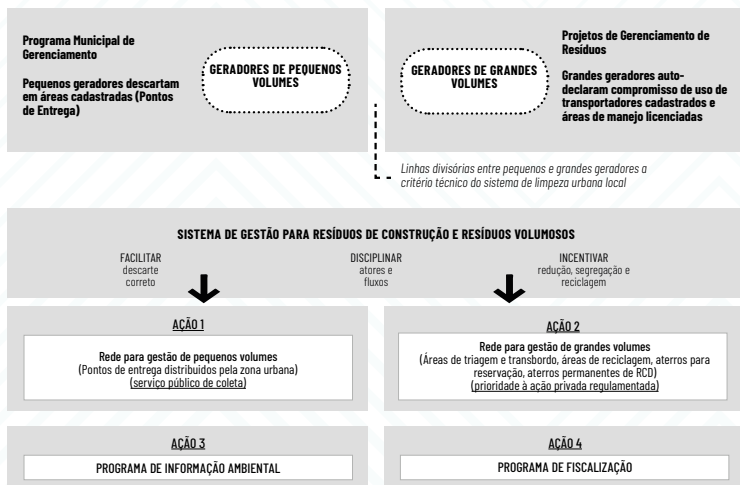 Programa Municipal de
Gerenciamento
Pequenos geradores descartam
em áreas cadastradas (Pontos
de Entrega)
GERADORES DE PEQUENOS
VOLUMES
GERADORES DE GRANDES
VOLUMES
Projetos de Gerenciamento de
Resíduos
Grandes geradores auto-
declaram compromisso de uso de
transportadores cadastrados e
áreas de manejo licenciadas
Linhas divisórias entre pequenos e grandes geradores a
critério técnico do sistema de limpeza urbana local
SISTEMA DE GESTÃO PARA RESÍDUOS DE CONSTRUÇÃO E RESÍDUOS VOLUMOSOS
FACILITAR
descarte
correto
DISCIPLINAR
atores e
fluxos
INCENTIVAR
redução, segregação e
reciclagem
AÇÃO 1
Rede para gestão de pequenos volumes
(Pontos de entrega distribuídos pela zona urbana)
(serviço público de coleta)
AÇÃO 2
Rede para gestão de grandes volumes
(Áreas de triagem e transbordo, áreas de reciclagem, aterros para
reservação, aterros permanentes de RCD)
(prioridade à ação privada regulamentada)
AÇÃO 3
PROGRAMA DE INFORMAÇÃO AMBIENTAL
AÇÃO 4
PROGRAMA DE FISCALIZAÇÃO